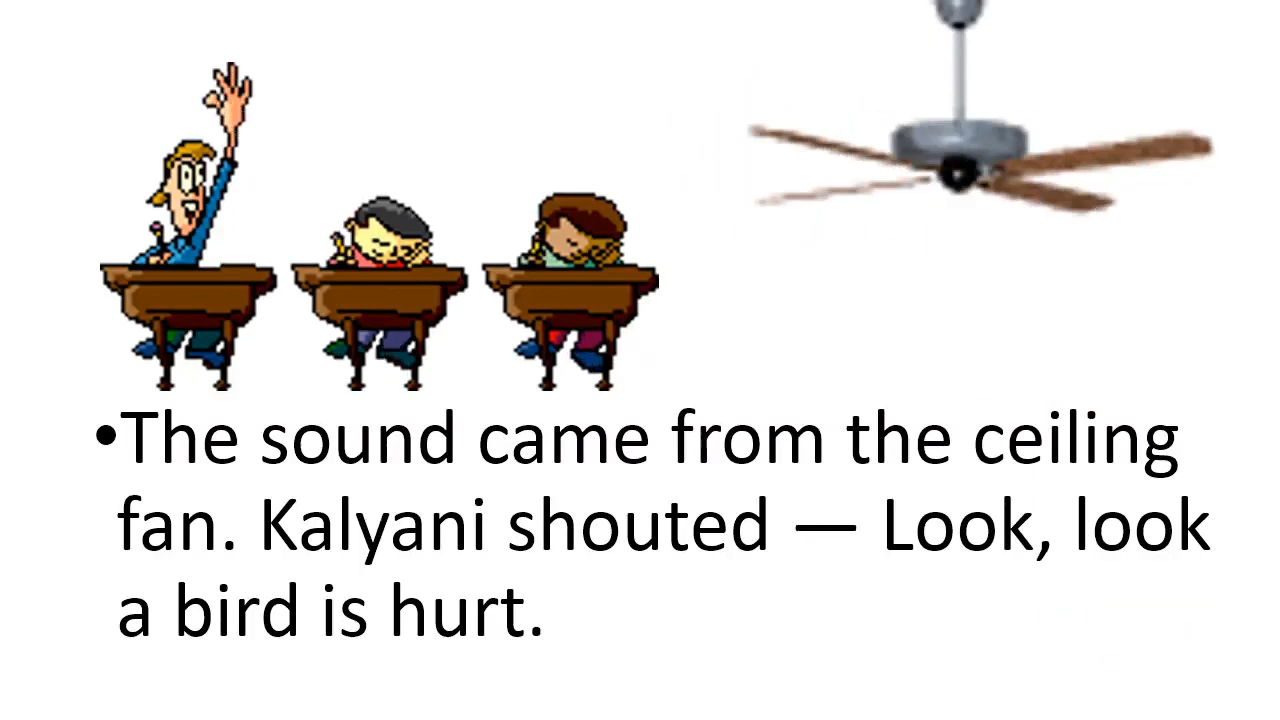 •The sound came from the ceiling
fan. Kalyani shouted — Look, look
a bird is hurt.